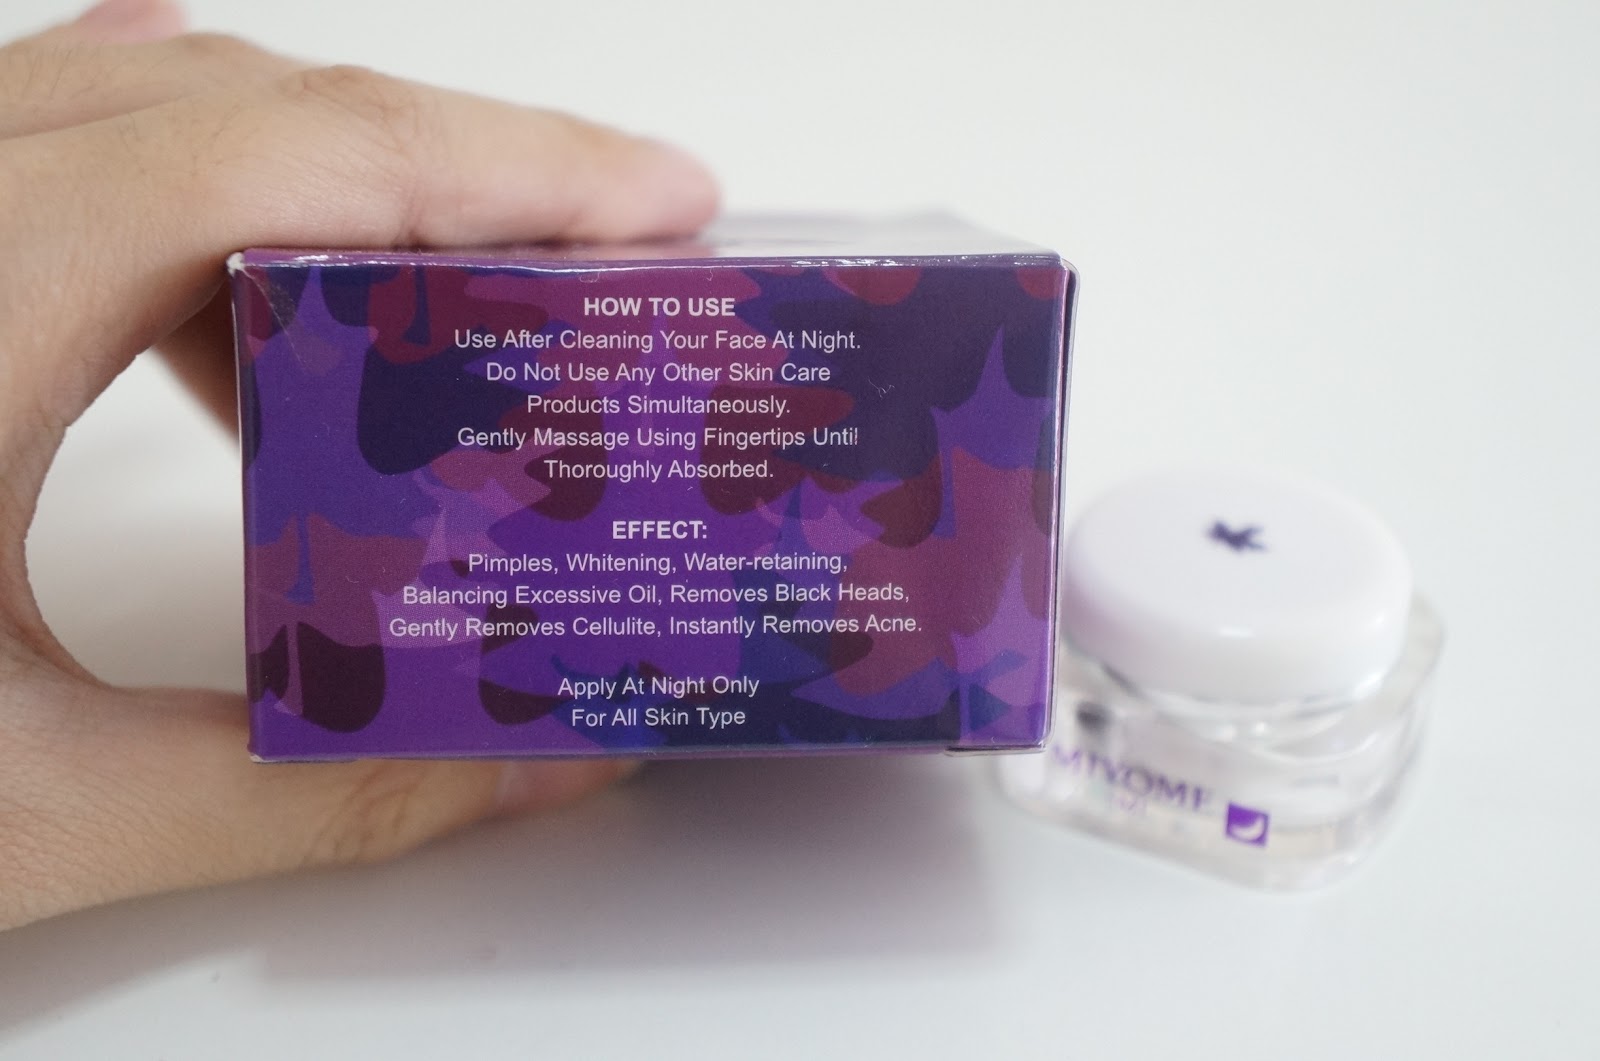 HOW TO USE
Use After Cleaning Your Face At Night.
Do Not Use Any Other Skin Care
Products Simultaneously.
Gently Massage Using Fingertips Until
Thoroughly Absorbed.
EFFECT:
Pimples, Whitening, Water-retaining,
Balancing Excessive Oil, Removes Black Heads,
Gently Removes Cellulite, Instantly Removes Acne.
Apply At Night Only
For All Skin Type
MIVOME